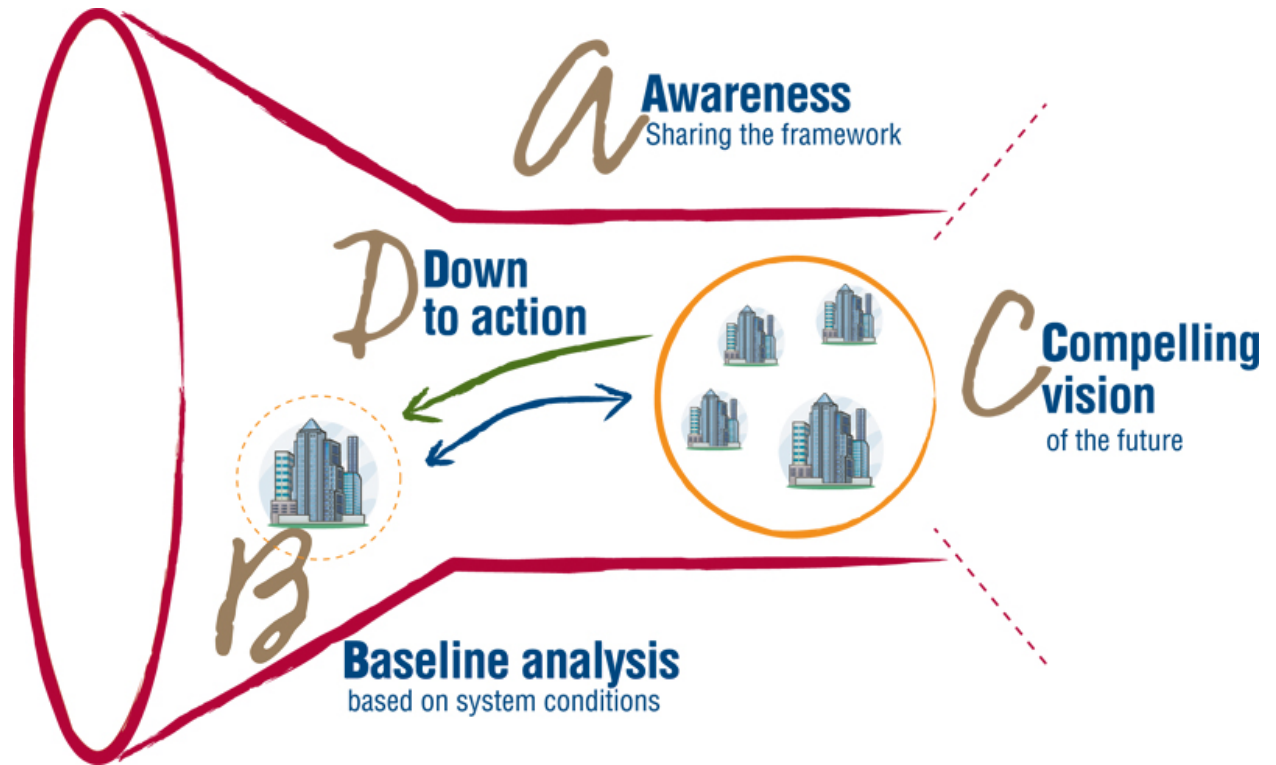 A
Awareness
Sharing the framework
D
Down
to action
C
Compelling
vision
of the future
B
Baseline analysis
based on system conditions